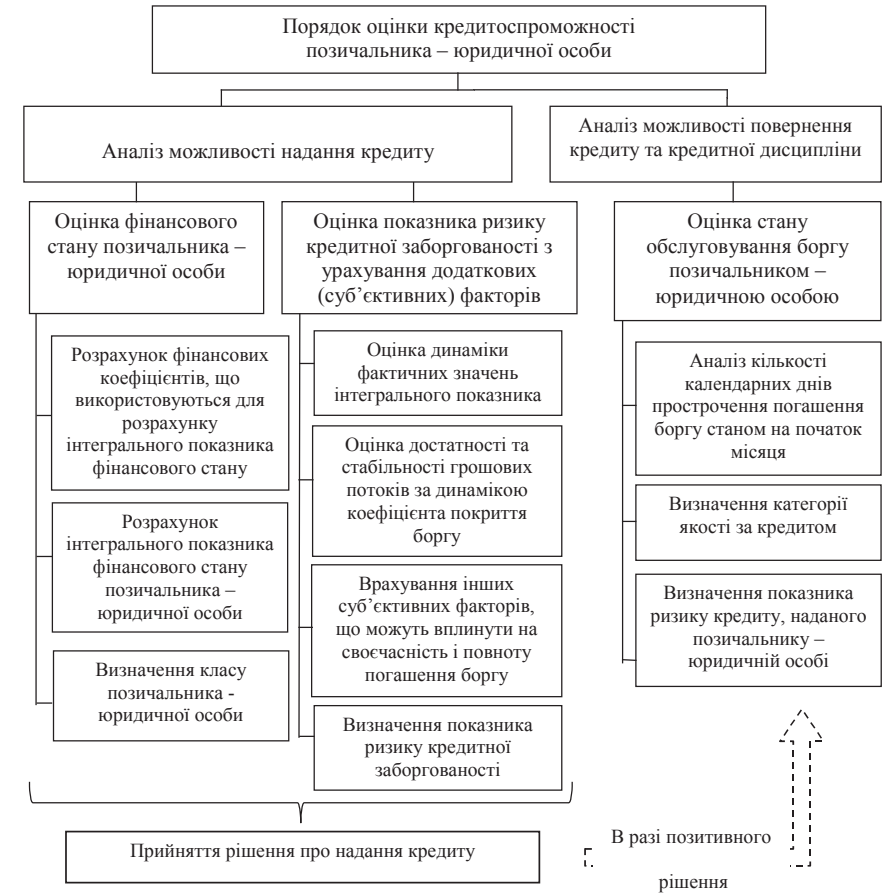 Порядок оцінки кредитоспроможності
позичальника – юридичної особи
Аналіз можливості надання кредиту
Аналіз можливості повернення
кредиту та кредитної дисципліни
Оцінка фінансового
стану позичальника –
юридичної особи
Оцінка показника ризику
кредитної заборгованості з
урахування додаткових
(суб’єктивних) факторів
Оцінка стану
обслуговування боргу
позичальником –
юридичною особою
Розрахунок фінансових
коефіцієнтів, що
використовуються для
розрахунку
інтегрального показника
фінансового стану
Розрахунок
інтегрального показника
фінансового стану
позичальника –
юридичної особи
Визначення класу
позичальника -
юридичної особи
Оцінка динаміки
фактичних значень
інтегрального показника
Оцінка достатності та
стабільності грошових
потоків за динамікою
коефіцієнта покриття
боргу
Врахування інших
суб’єктивних факторів,
що можуть вплинути на
своєчасність і повноту
погашення боргу
Визначення показника
ризику кредитної
заборгованості
Аналіз кількості
календарних днів
прострочення погашення
боргу станом на початок
місяця
Визначення категорії
якості за кредитом
Визначення показника
ризику кредиту, наданого
позичальнику –
юридичній особі
Прийняття рішення про надання кредиту
В разі позитивного
рішення